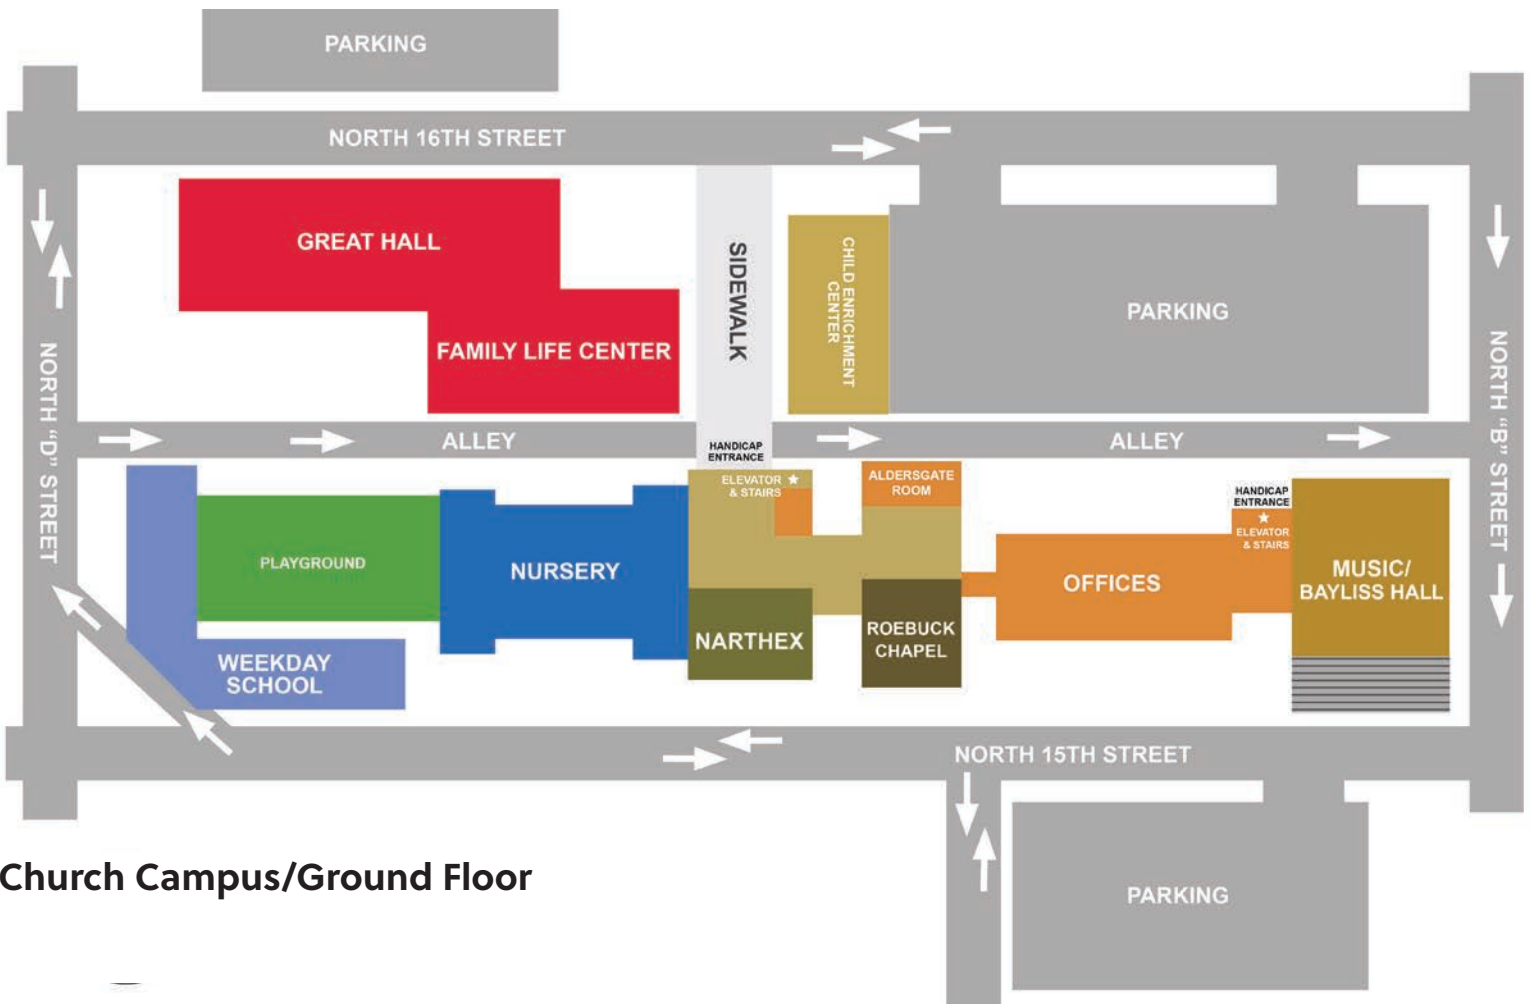 PARKING
NORTH 16TH STREET
GREAT HALL
FAMILY LIFE CENTER
SIDEWALK
CHILD ENRICHMENT
CENTER
PARKING
NORTH "D" STREET
NORTH "B" STREET
ALLEY
ALLEY
HANDICAP
ENTRANCE
ELEVATOR
& STAIRS
ALDERSGATE
ROOM
HANDICAP
ENTRANCE
ELEVATOR
& STAIRS
PLAYGROUND
NURSERY
OFFICES
MUSIC/
BAYLISS HALL
NARTHEX
ROEBUCK
CHAPEL
WEEKDAY
SCHOOL
NORTH 15TH STREET
Church Campus/Ground Floor
PARKING